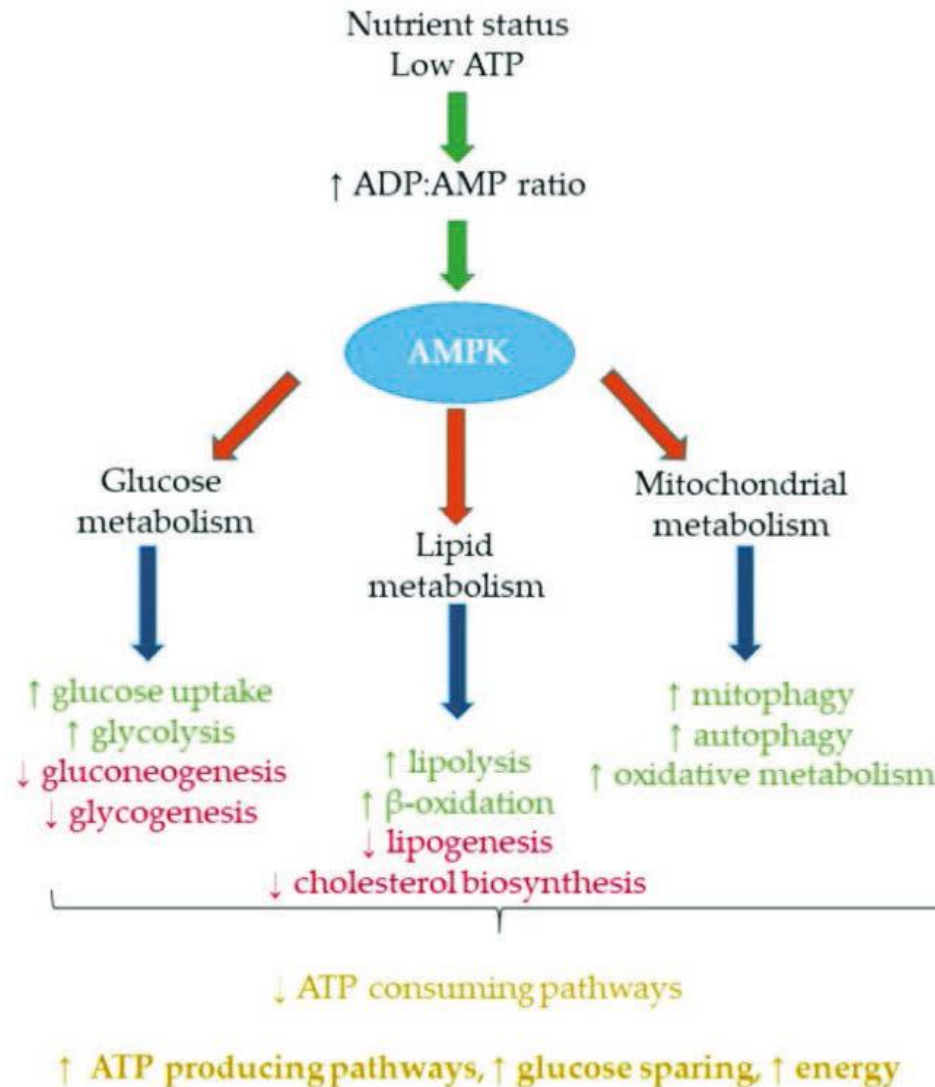 Nutrient status
Low ATP
↑ ADP:AMP ratio
AMPK
Glucose
metabolism
↑ glucose uptake
↑ glycolysis
↓ gluconeogenesis
↓ glycogenesis
Lipid
metabolism
↑ lipolysis
↑ β-oxidation
↓ lipogenesis
↓ cholesterol biosynthesis
Mitochondrial
metabolism
↑ mitophagy
↑ autophagy
↑ oxidative metabolism
↓ ATP consuming pathways
↑ ATP producing pathways, ↑ glucose sparing, ↑ energy